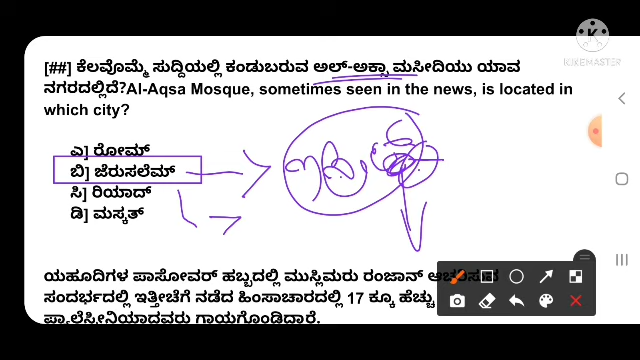 KINEMASTER
[##] ಕೆಲವೊಮ್ಮೆ ಸುದ್ದಿಯಲ್ಲಿ ಕಂಡುಬರುವ ಅಲ್-ಅಕ್ಸಾ ಮಸೀದಿಯು ಯಾವ
ನಗರದಲ್ಲಿದೆ?Al-Aqsa Mosque, sometimes seen in the news, is located in
which city?
ಎ] ರೋಮ್
ಬಿ] ಜೆರುಸಲೆಮ್
ಸಿ] ರಿಯಾದ್
ಡಿ] ಮಸ್ಕತ್
ಯಹೂದಿಗಳ ಪಾಸೋವರ್ ಹಬ್ಬದಲ್ಲಿ ಮುಸ್ಲಿಮರು ರಂಜಾನ್ ಆಚರಿಸುವ
ಸಂದರ್ಭದಲ್ಲಿ ಇತ್ತೀಚೆಗೆ ನಡೆದ ಹಿಂಸಾಚಾರದಲ್ಲಿ 17 ಕ್ಕೂ ಹೆಚ್ಚು
ಪ್ಯಾಲೆಸ್ತೀನಿಯಾದವರು ಗಾಯಗೊಂಡಿದ್ದಾರೆ.